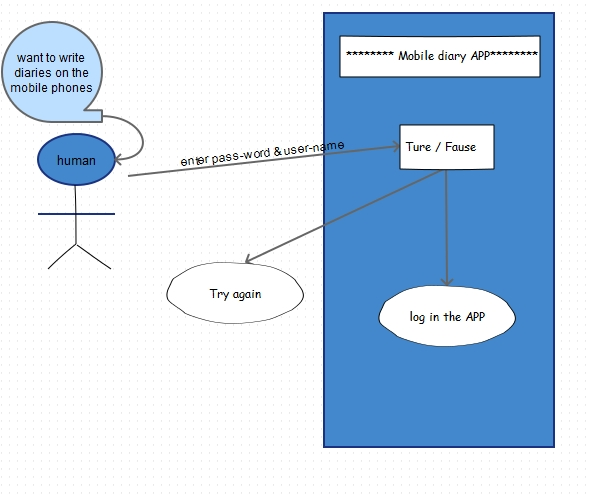 want to write
diaries on the
mobile phones
******** Mobile diary APP********
human
enter pass-word & user-name
Ture / Fause
Try again
log in the APP